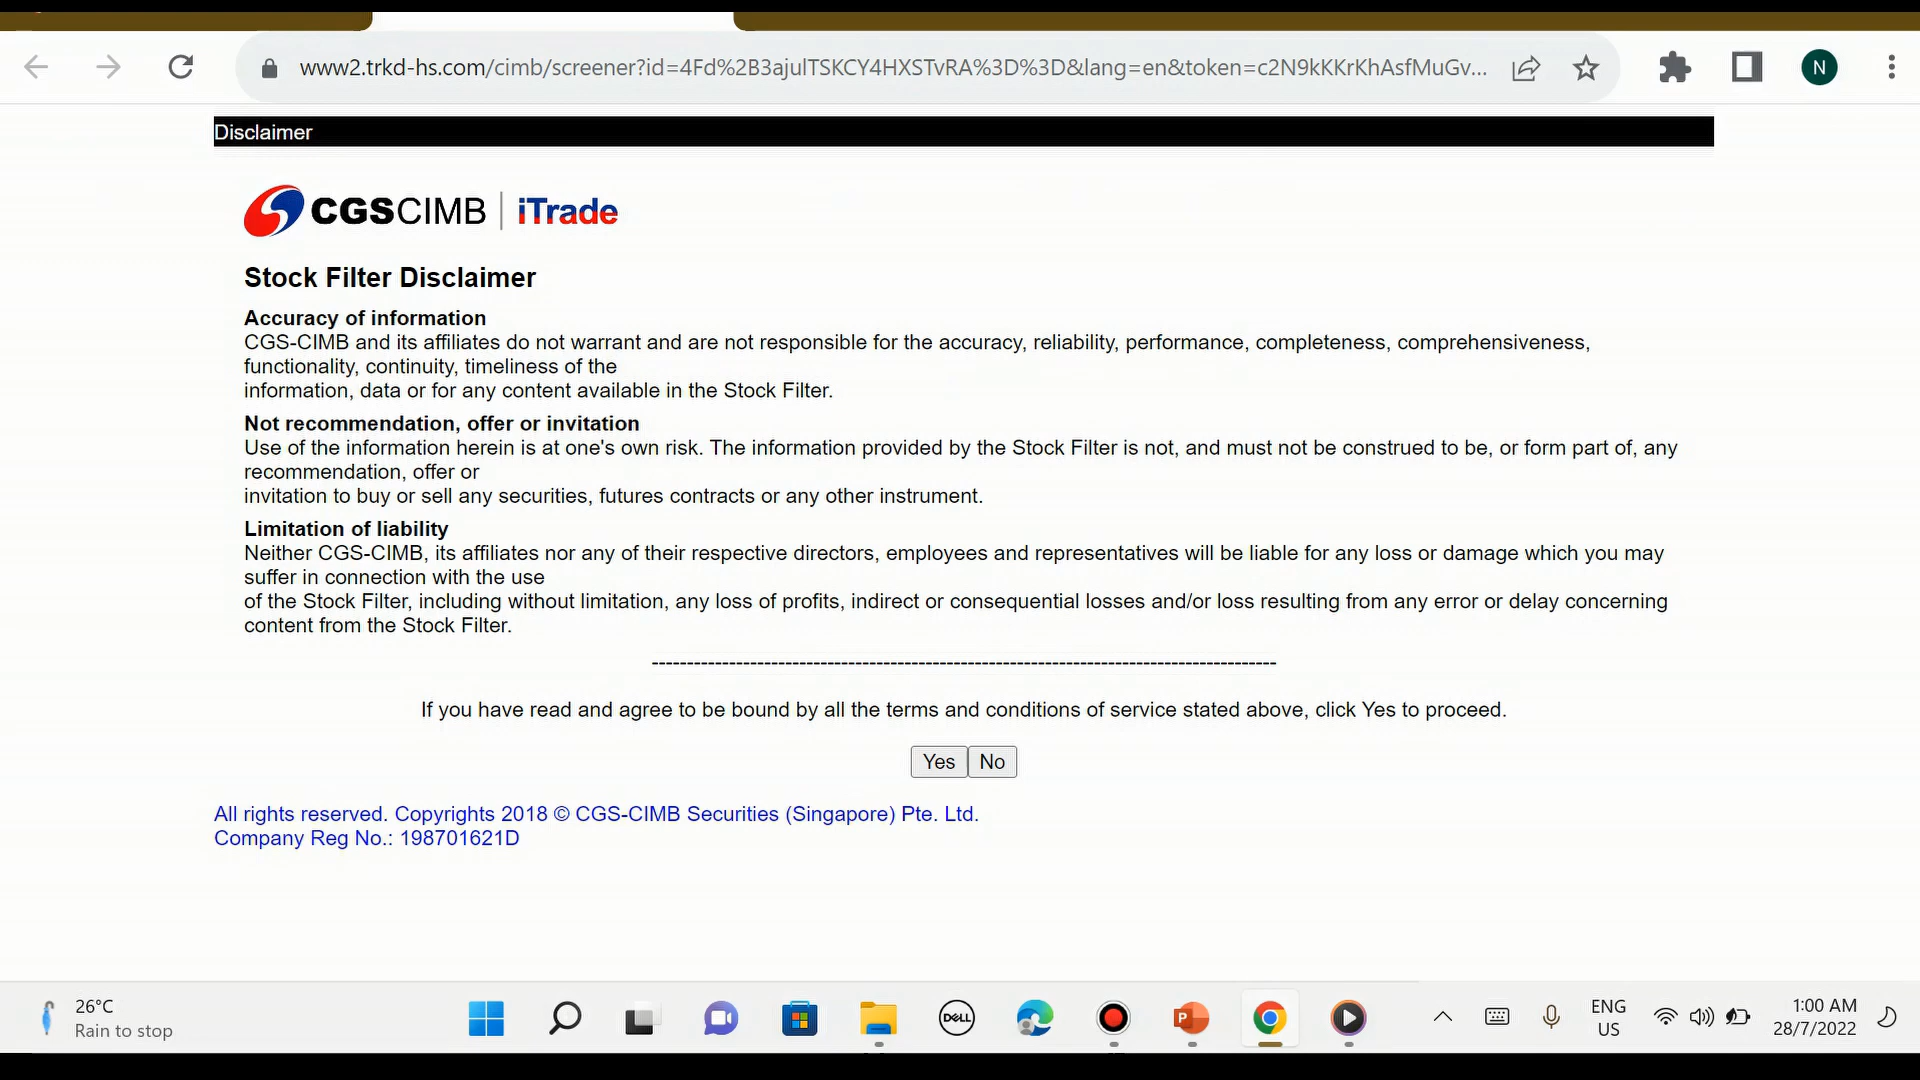 www2.trkd-hs.com/cimb/screener?id=4Fd%2B3ajulTSKCY4HXSTvRA%3D%3D&lang=en&token=c2N9kKKrKhAsfMuGv...
N
Disclaimer
CGSCIMB | iTrade
Stock Filter Disclaimer
Accuracy of information
CGS-CIMB and its affiliates do not warrant and are not responsible for the accuracy, reliability, performance, completeness, comprehensiveness,
functionality, continuity, timeliness of the
information, data or for any content available in the Stock Filter.
Not recommendation, offer or invitation
Use of the information herein is at one's own risk. The information provided by the Stock Filter is not, and must not be construed to be, or form part of, any
recommendation, offer or
invitation to buy or sell any securities, futures contracts or any other instrument.
Limitation of liability
Neither CGS-CIMB, its affiliates nor any of their respective directors, employees and representatives will be liable for any loss or damage which you may
suffer in connection with the use
of the Stock Filter, including without limitation, any loss of profits, indirect or consequential losses and/or loss resulting from any error or delay concerning
content from the Stock Filter.
-----------------------------------------------------------------------------------------
If you have read and agree to be bound by all the terms and conditions of service stated above, click Yes to proceed.
Yes No
All rights reserved. Copyrights 2018 © CGS-CIMB Securities (Singapore) Pte. Ltd.
Company Reg No.: 198701621D
26°C
Rain to stop
DELL
P
ENG
US
1:00 AM
28/7/2022